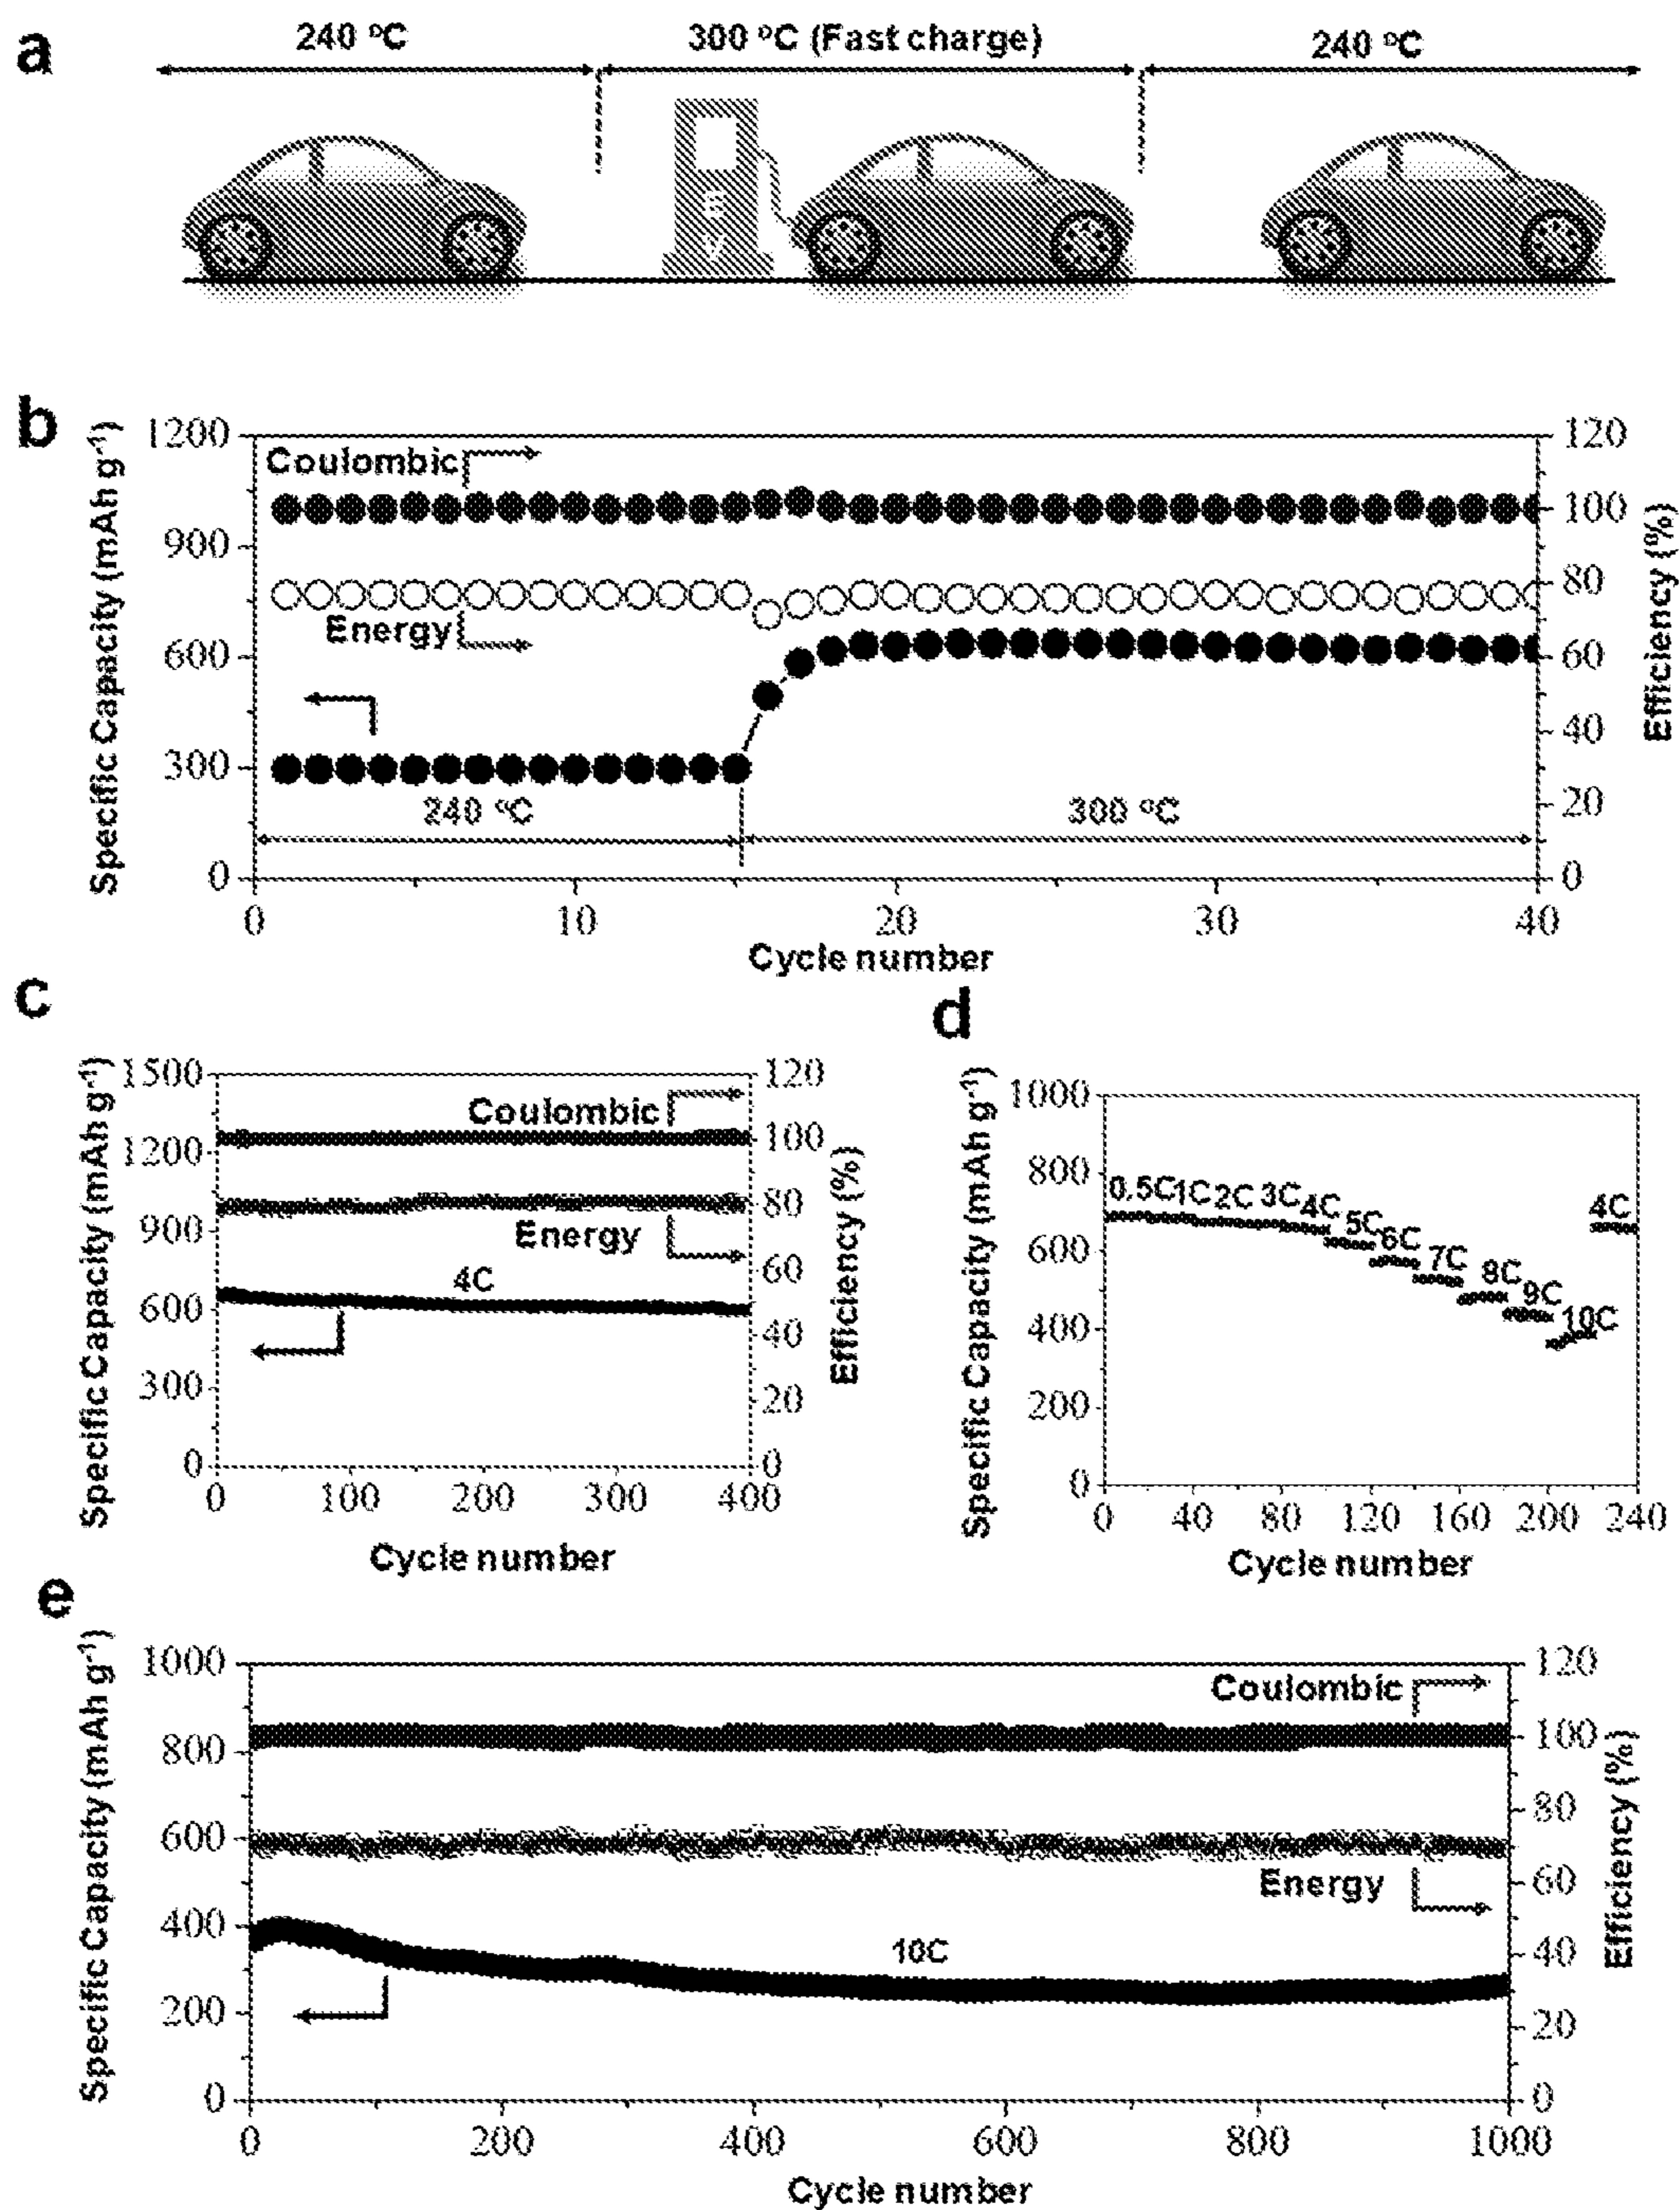 a
240 ºC
300 ºC (Fast charge)
240 ºC
E
V
b
Specific Capacity (mAh g⁻¹)
1200
900
600
300
0
Coulombic
Energy
240 ºC
300 ºC
120
100
80
60
40
20
0
Efficiency (%)
0
10
20
30
40
Cycle number
c
Specific Capacity (mAh g⁻¹)
1500
1200
900
600
300
0
Coulombic
Energy
4C
120
100
80
60
40
20
0
Efficiency (%)
0
100
200
300
400
Cycle number
d
Specific Capacity (mAh g⁻¹)
1000
800
600
400
200
0
0.5C
1C
2C
3C
4C
5C
6C
7C
8C
9C
10C
4C
0
40
80
120
160
200
240
Cycle number
e
Specific Capacity (mAh g⁻¹)
1000
800
600
400
200
0
Coulombic
Energy
10C
120
100
80
60
40
20
0
Efficiency (%)
0
200
400
600
800
1000
Cycle number